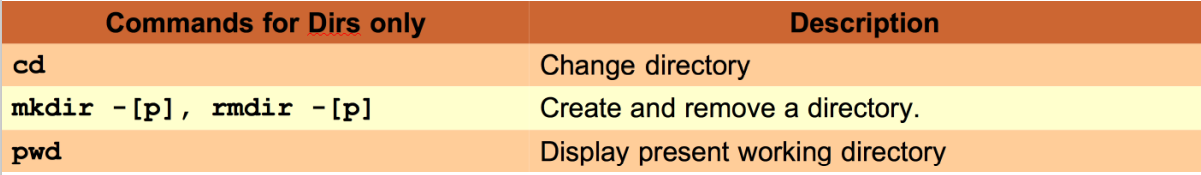 Commands for Dirs only Description
cd Change directory
mkdir -[p], rmdir -[p] Create and remove a directory.
pwd Display present working directory